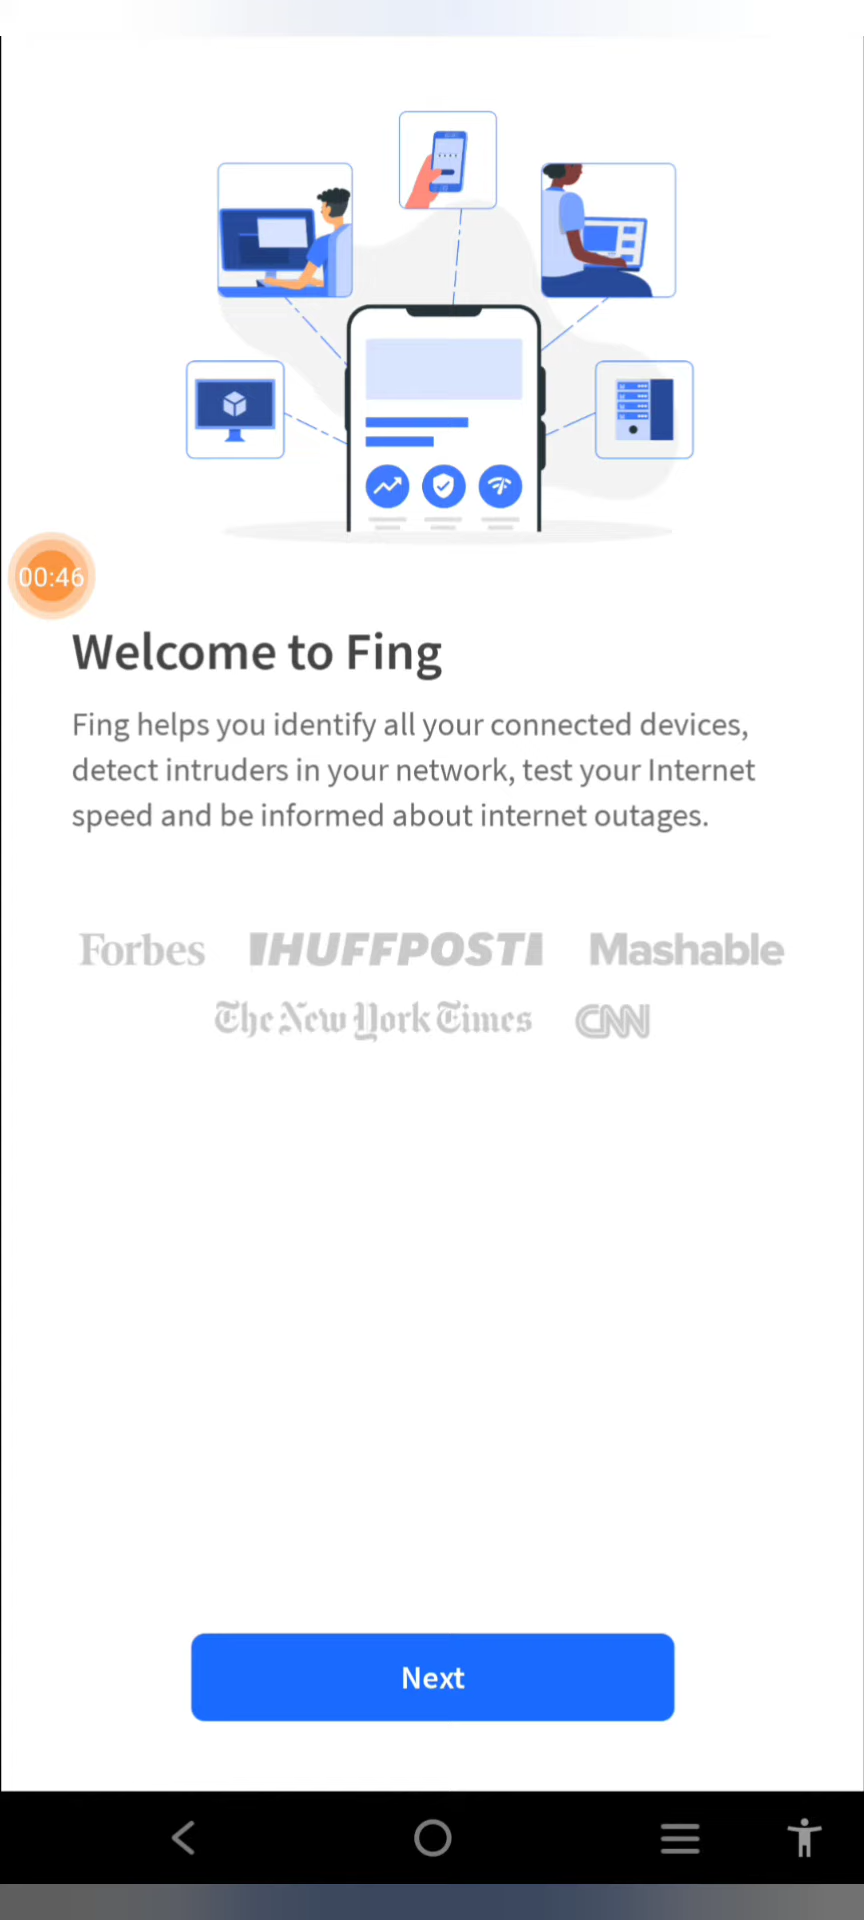 00:46
Welcome to Fing
Fing helps you identify all your connected devices,
detect intruders in your network, test your Internet
speed and be informed about internet outages.
Forbes HUFFPOST Mashable
The New York Times CNN
Next